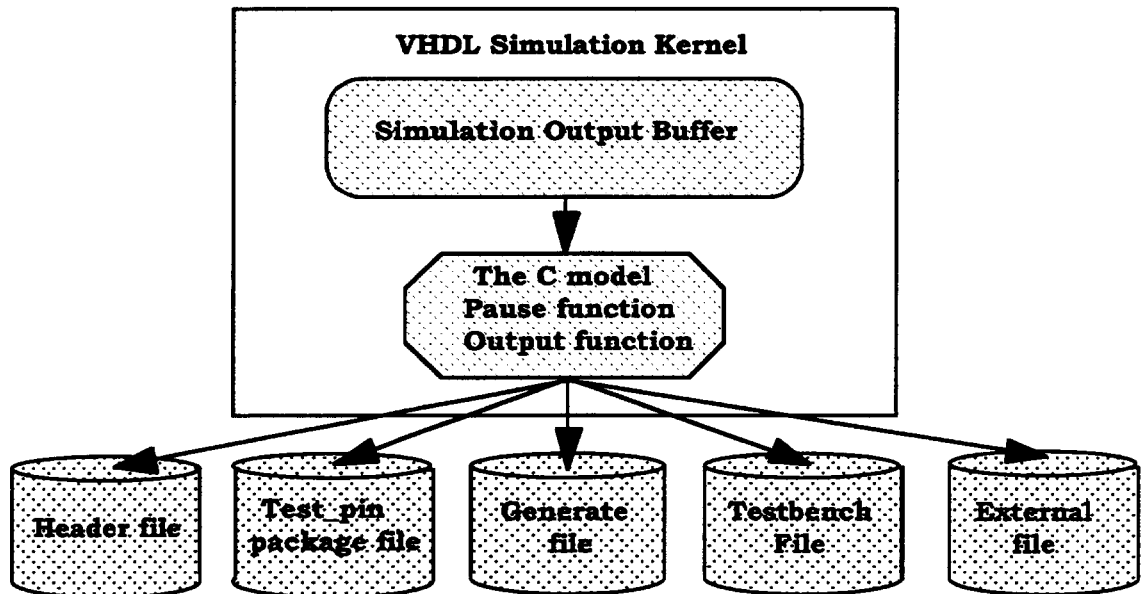 VHDL Simulation Kernel
Simulation Output Buffer
The C model
Pause function
Output function
Header file
Test_pin
package file
Generate
file
Testbench
File
External
file